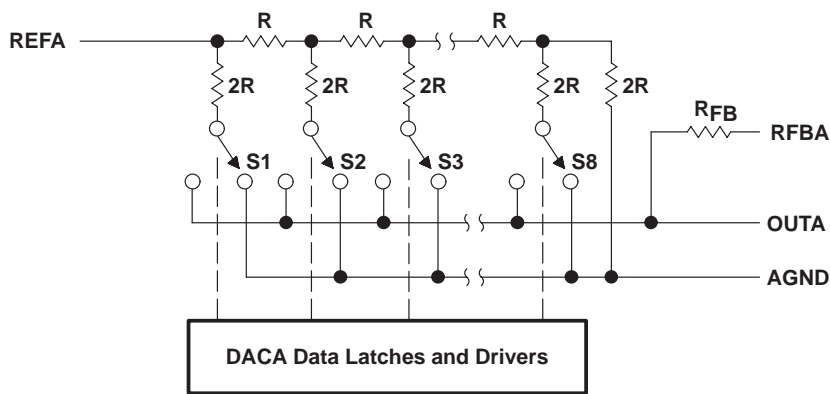 R R R
REFA
2R 2R 2R 2R 2R
RFB
RFBA
S1 S2 S3 S8
OUTA
AGND
DACA Data Latches and Drivers